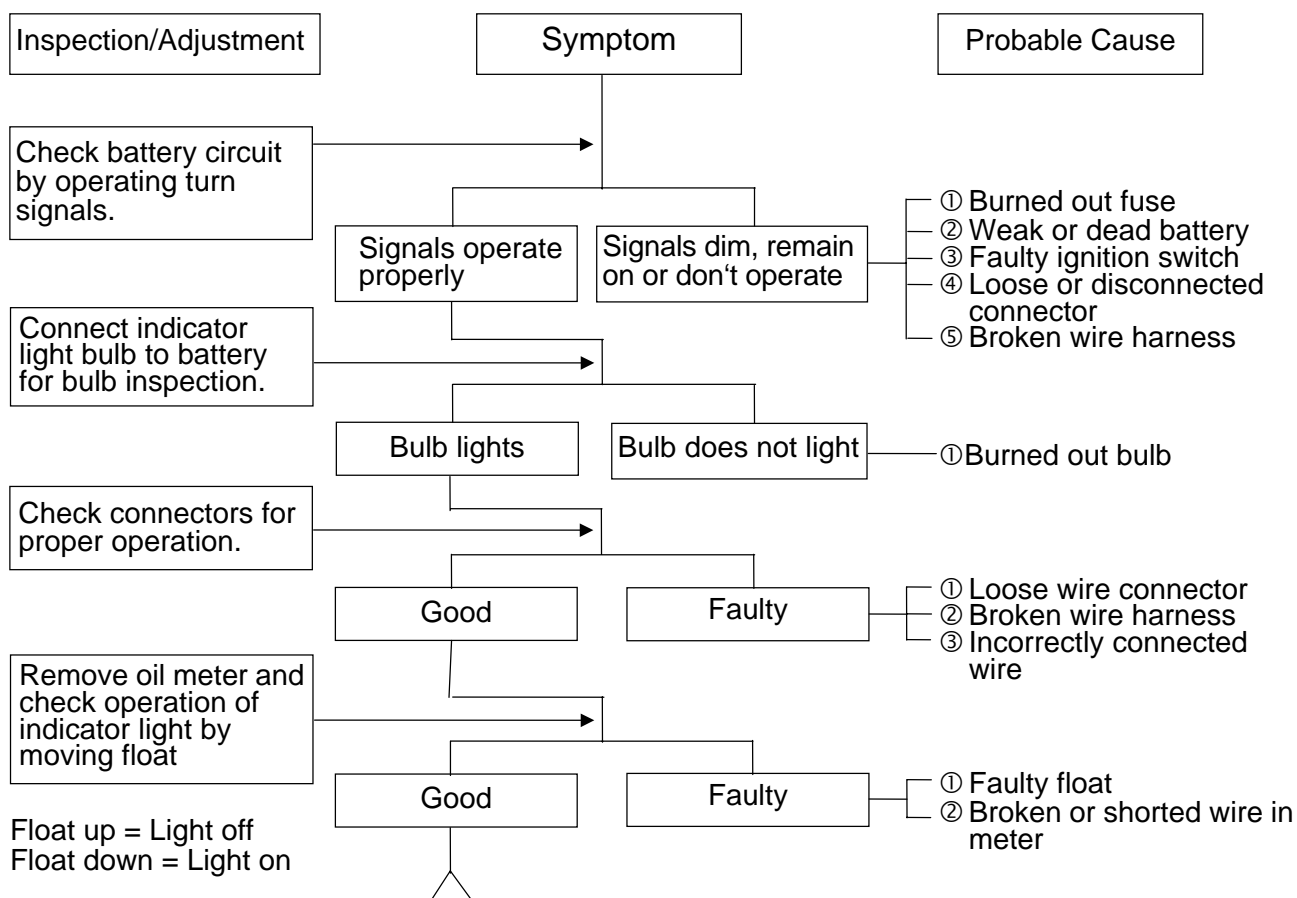 Inspection/Adjustment
Symptom
Probable Cause
Check battery circuit
by operating turn
signals.
Signals operate
properly
Signals dim, remain
on or don‘t operate
① Burned out fuse
② Weak or dead battery
③ Faulty ignition switch
④ Loose or disconnected
connector
⑤ Broken wire harness
Connect indicator
light bulb to battery
for bulb inspection.
Bulb lights
Bulb does not light
①Burned out bulb
Check connectors for
proper operation.
Good
Faulty
① Loose wire connector
② Broken wire harness
③ Incorrectly connected
wire
Remove oil meter and
check operation of
indicator light by
moving float
Good
Faulty
① Faulty float
② Broken or shorted wire in
meter
Float up = Light off
Float down = Light on